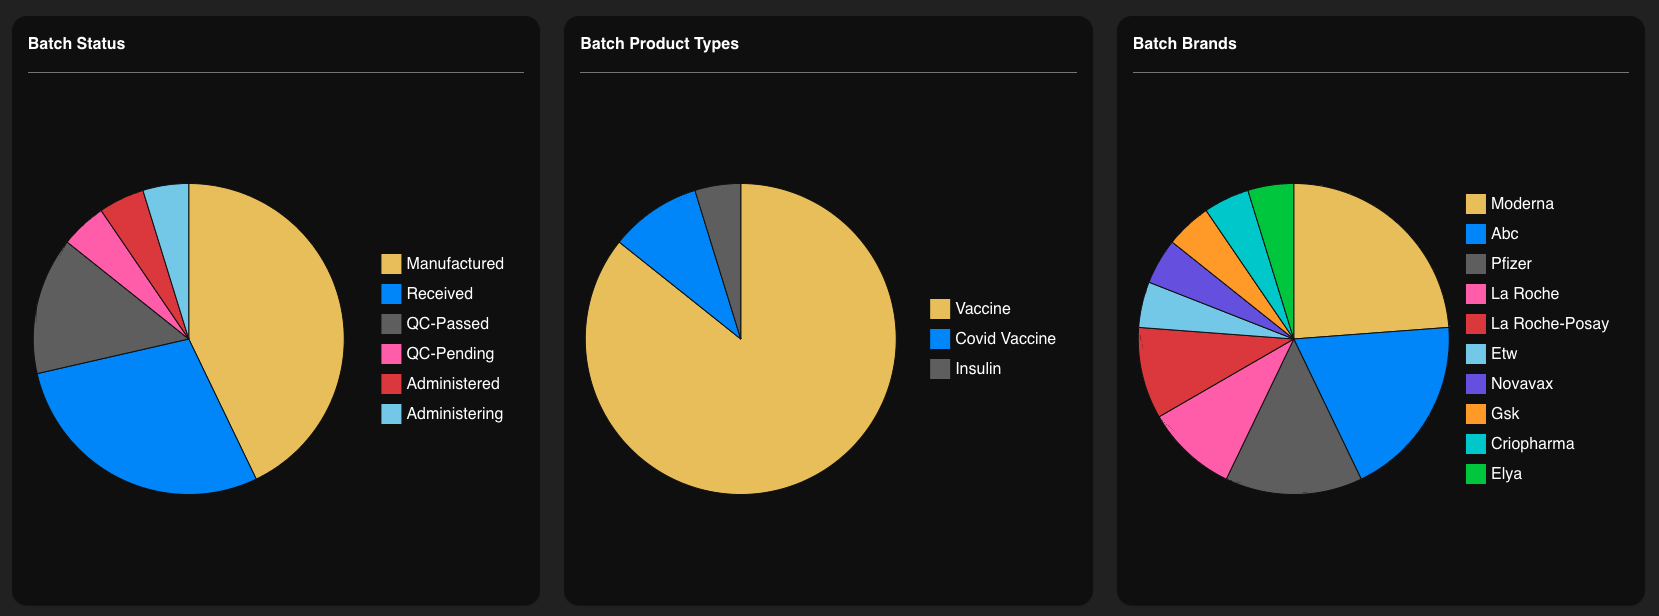 Batch Status
Manufactured
Received
QC-Passed
QC-Pending
Administered
Administering
Batch Product Types
Vaccine
Covid Vaccine
Insulin
Batch Brands
Moderna
Abc
Pfizer
La Roche
La Roche-Posay
Etw
Novavax
Gsk
Criopharma
Elya